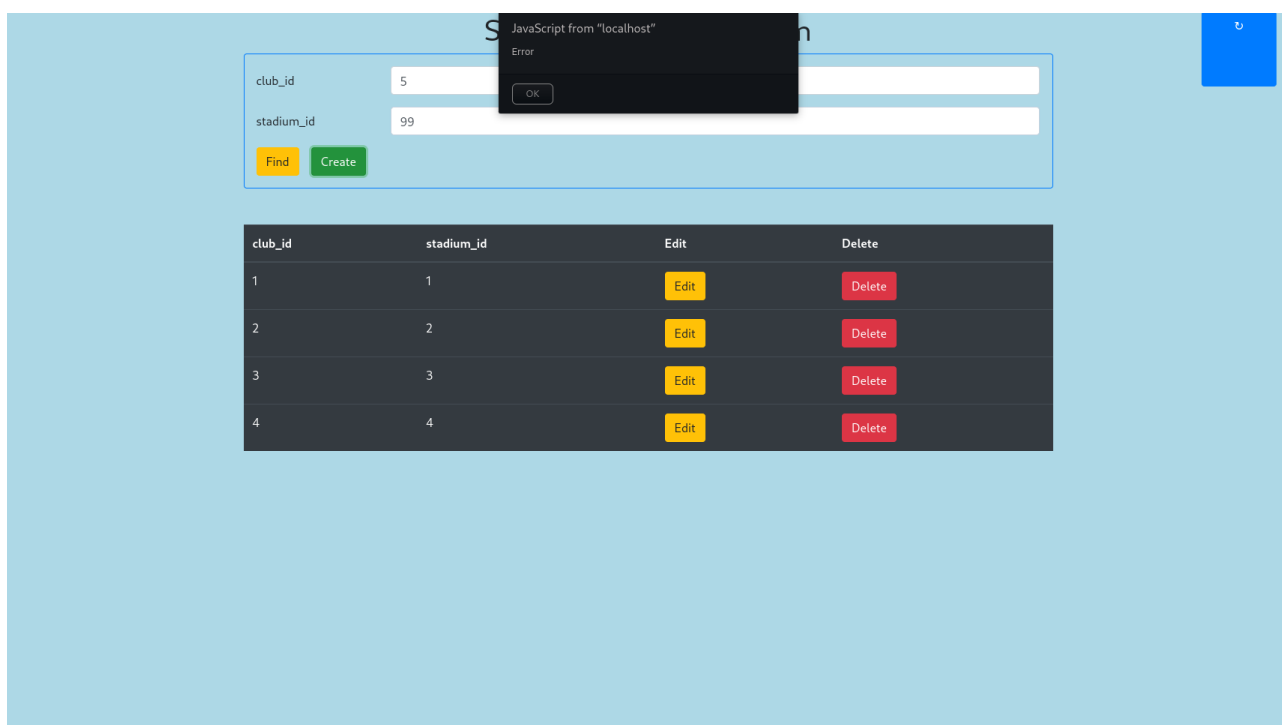 JavaScript from “localhost”
Error
OK
↻
club_id 5
stadium_id 99
Find Create
club_id stadium_id Edit Delete
1 1 Edit Delete
2 2 Edit Delete
3 3 Edit Delete
4 4 Edit Delete